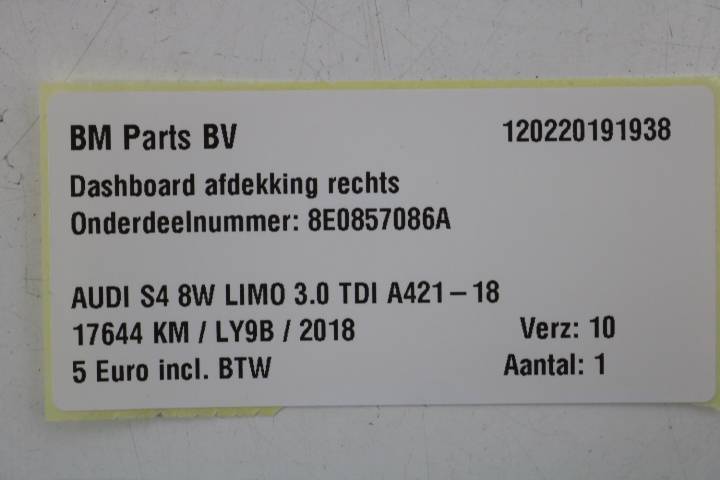 BM Parts BV 120220191938
Dashboard afdekking rechts
Onderdeelnummer: 8E0857086A
AUDI S4 8W LIMO 3.0 TDI A421-18
17644 KM / LY9B / 2018 Verz: 10
5 Euro incl. BTW Aantal: 1